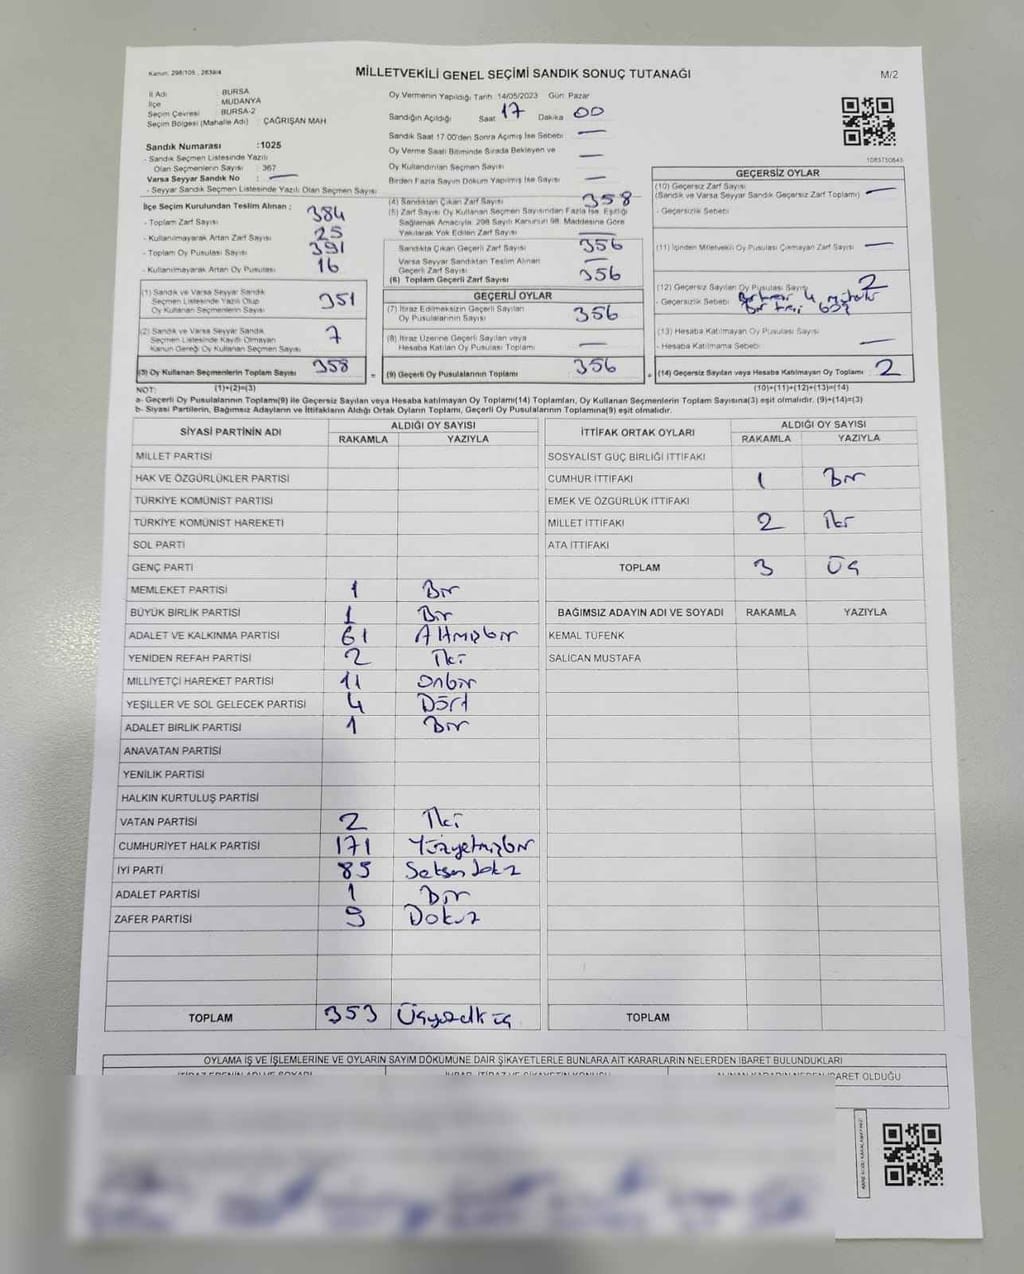 Kanun: 298/105, 2839/4
MİLLETVEKİLİ GENEL SEÇİMİ SANDIK SONUÇ TUTANAĞI
M/2
İl Adı : BURSA
İlçe : MUDANYA
Seçim Çevresi : BURSA-2
Seçim Bölgesi (Mahalle Adı) : ÇAĞRIŞAN MAH
Oy Vermenin Yapıldığı Tarih: 14/05/2023 Gün: Pazar
Sandığın Açıldığı Saat 17 Dakika 00
Sandık Saat 17:00'den Sonra Açılmış İse Sebebi —
Oy Verme Saati Bitiminde Sırada Bekleyen ve
Oy Kullandırılan Seçmen Sayısı —
Birden Fazla Sayım Döküm Yapılmış İse Sayısı —
Sandık Numarası :1025
- Sandık Seçmen Listesinde Yazılı
Olan Seçmenlerin Sayısı : 367
Varsa Seyyar Sandık No : —
- Seyyar Sandık Seçmen Listesinde Yazılı Olan Seçmen Sayısı
İlçe Seçim Kurulundan Teslim Alınan ;
- Toplam Zarf Sayısı 384
- Kullanılmayarak Artan Zarf Sayısı 25
- Toplam Oy Pusulası Sayısı 391
- Kullanılmayarak Artan Oy Pusulası 16
(1) Sandık ve Varsa Seyyar Sandık
Seçmen Listesinde Yazılı Olup
Oy Kullanan Seçmenlerin Sayısı 351
(2) Sandık ve Varsa Seyyar Sandık
Seçmen Listesinde Kaydı Olmayan
Kanun Gereği Oy Kullanan Seçmen Sayısı 7
(3) Oy Kullanan Seçmenlerin Toplam Sayısı 358
(4) Sandıktan Çıkan Zarf Sayısı 358
(5) Zarf Sayısı Oy Kullanan Seçmen Sayısından Fazla İse, Eşitliği
Sağlamak Amacıyla 298 Sayılı Kanunun 98. Maddesine Göre
Yakılarak Yok Edilen Zarf Sayısı —
Sandıkta Çıkan Geçerli Zarf Sayısı 356
Varsa Seyyar Sandıktan Teslim Alınan
Geçerli Zarf Sayısı —
(6) Toplam Geçerli Zarf Sayısı 356
GEÇERLİ OYLAR
(7) İtiraz Edilmeksizin Geçerli Sayılan
Oy Pusulalarının Sayısı 356
(8) İtiraz Üzerine Geçerli Sayılan veya
Hesaba Katılan Oy Pusulası Toplamı —
= (9) Geçerli Oy Pusulalarının Toplamı 356
1083750643
GEÇERSİZ OYLAR
(10) Geçersiz Zarf Sayısı
(Sandık ve Varsa Seyyar Sandık Geçersiz Zarf Toplamı) —
- Geçersizlik Sebebi
(11) İçinden Milletvekili Oy Pusulası Çıkmayan Zarf Sayısı —
(12) Geçersiz Sayılan Oy Pusulası Sayısı 2
- Geçersizlik Sebebi
(13) Hesaba Katılmayan Oy Pusulası Sayısı
- Hesaba Katılmama Sebebi —
+ (14) Geçersiz Sayılan veya Hesaba Katılmayan Oy Toplamı : 2
NOT: (1)+(2)=(3) (10)+(11)+(12)+(13)=(14)
a- Geçerli Oy Pusulalarının Toplamı(9) ile Geçersiz Sayılan veya Hesaba katılmayan Oy Toplamı(14) Toplamları, Oy Kullanan Seçmenlerin Toplam Sayısına(3) eşit olmalıdır. (9)+(14)=(3)
b- Siyasi Partilerin, Bağımsız Adayların ve İttifakların Aldığı Ortak Oyların Toplamı, Geçerli Oy Pusulalarının Toplamına(9) eşit olmalıdır.
SİYASİ PARTİNİN ADI ALDIĞI OY SAYISI
RAKAMLA YAZIYLA
MİLLET PARTİSİ
HAK VE ÖZGÜRLÜKLER PARTİSİ
TÜRKİYE KOMÜNİST PARTİSİ
TÜRKİYE KOMÜNİST HAREKETİ
SOL PARTİ
GENÇ PARTİ
MEMLEKET PARTİSİ 1 Bir
BÜYÜK BİRLİK PARTİSİ 1 Bir
ADALET VE KALKINMA PARTİSİ 61 Altmışbir
YENİDEN REFAH PARTİSİ 2 İki
MİLLİYETÇİ HAREKET PARTİSİ 11 onbir
YEŞİLLER VE SOL GELECEK PARTİSİ 4 Dört
ADALET BİRLİK PARTİSİ 1 Bir
ANAVATAN PARTİSİ
YENİLİK PARTİSİ
HALKIN KURTULUŞ PARTİSİ
VATAN PARTİSİ 2 İki
CUMHURİYET HALK PARTİSİ 171 Yüzyetmişbir
İYİ PARTİ 89 Seksen dokuz
ADALET PARTİSİ 1 Bir
ZAFER PARTİSİ 9 Dokuz
TOPLAM 353 Üçyüzelli üç
İTTİFAK ORTAK OYLARI ALDIĞI OY SAYISI
RAKAMLA YAZIYLA
SOSYALİST GÜÇ BİRLİĞİ İTTİFAKI
CUMHUR İTTİFAKI 1 Bir
EMEK VE ÖZGÜRLÜK İTTİFAKI
MİLLET İTTİFAKI 2 İki
ATA İTTİFAKI
TOPLAM 3 Üç
BAĞIMSIZ ADAYIN ADI VE SOYADI RAKAMLA YAZIYLA
KEMAL TÜFENK
SALİCAN MUSTAFA
TOPLAM
OYLAMA İŞ VE İŞLEMLERİNE VE OYLARIN SAYIM DÖKÜMÜNE DAİR ŞİKAYETLERLE BUNLARA AİT KARARLARIN NELERDEN İBARET BULUNDUKLARI